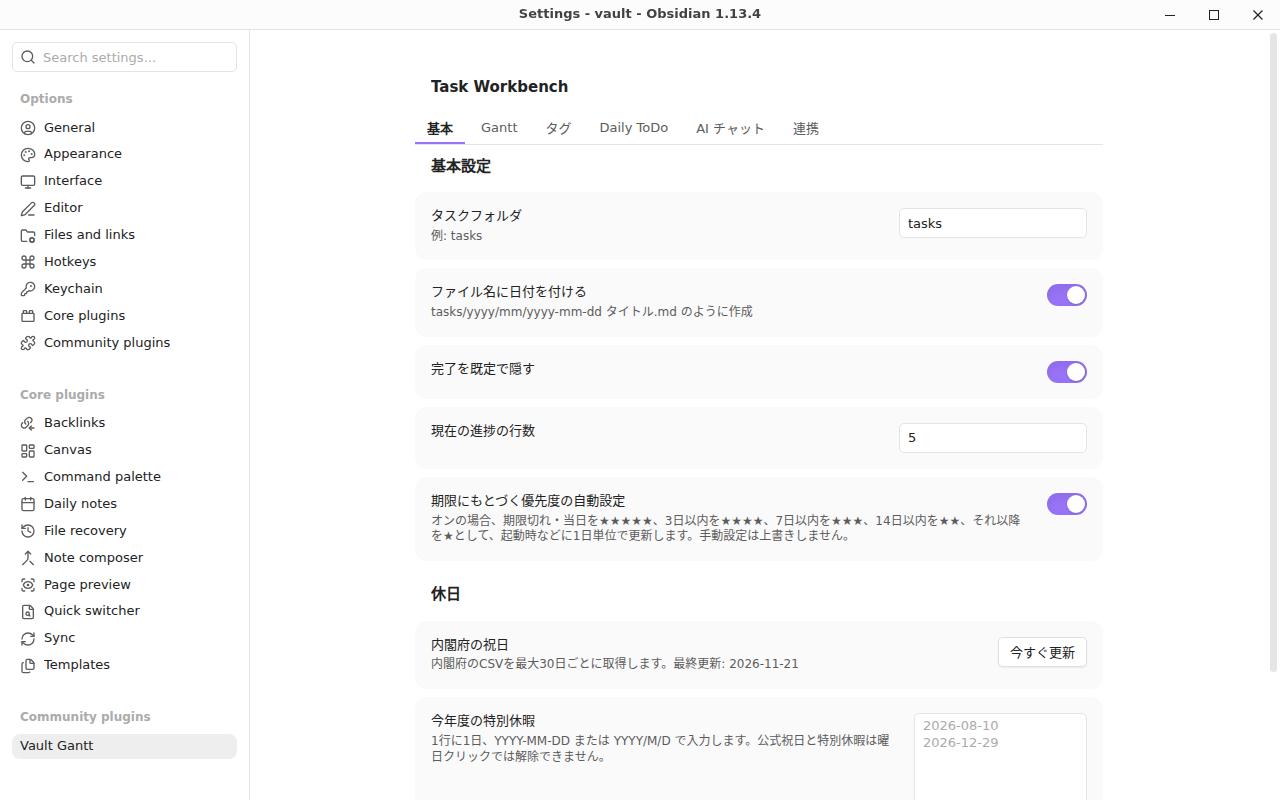 Settings - vault - Obsidian 1.13.4
Search settings...
Options
General
Appearance
Interface
Editor
Files and links
Hotkeys
Keychain
Core plugins
Community plugins
Core plugins
Backlinks
Canvas
Command palette
Daily notes
File recovery
Note composer
Page preview
Quick switcher
Sync
Templates
Community plugins
Vault Gantt
Task Workbench
基本 Gantt タグ Daily ToDo AI チャット 連携
基本設定
タスクフォルダ
例: tasks
tasks
ファイル名に日付を付ける
tasks/yyyy/mm/yyyy-mm-dd タイトル.md のように作成
完了を既定で隠す
現在の進捗の行数
5
期限にもとづく優先度の自動設定
オンの場合、期限切れ・当日を★★★★★、3日以内を★★★★、7日以内を★★★、14日以内を★★、それ以降
を★として、起動時などに1日単位で更新します。手動設定は上書きしません。
休日
内閣府の祝日
内閣府のCSVを最大30日ごとに取得します。最終更新: 2026-11-21
今すぐ更新
今年度の特別休暇
1行に1日、YYYY-MM-DD または YYYY/M/D で入力します。公式祝日と特別休暇は曜
日クリックでは解除できません。
2026-08-10
2026-12-29